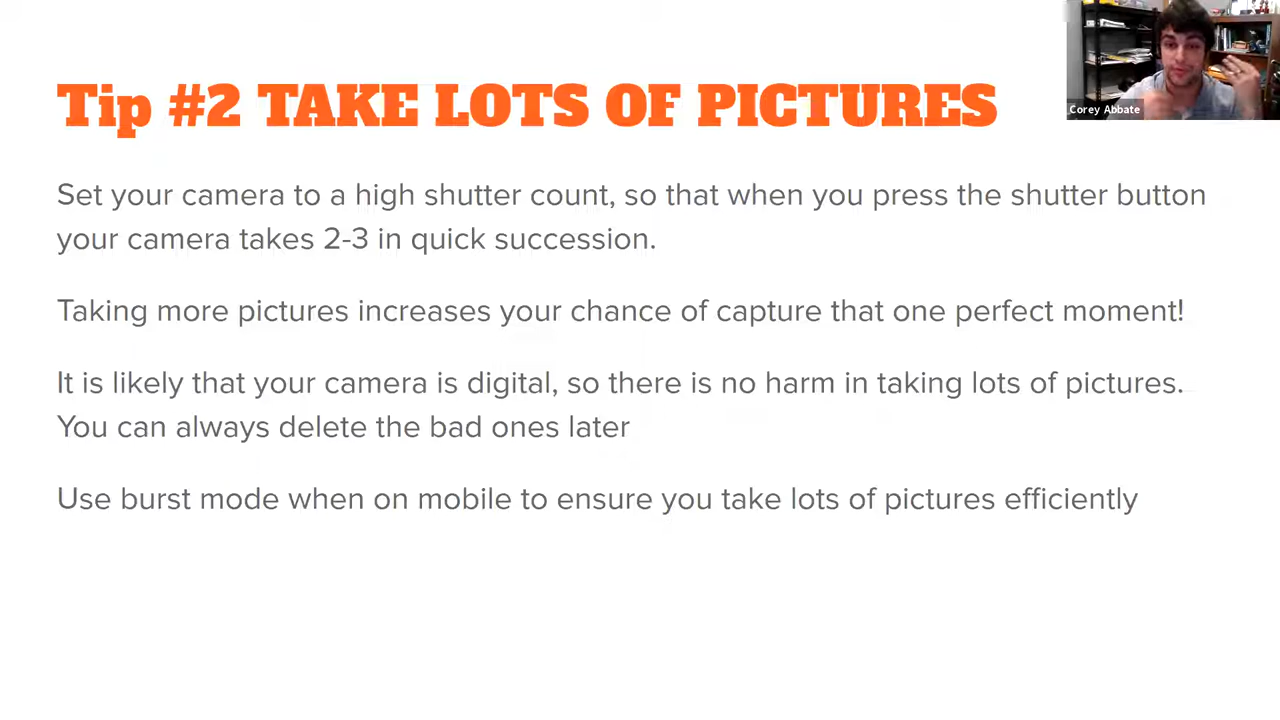 Tip #2 TAKE LOTS OF PICTURES
Corey Abbate
Set your camera to a high shutter count, so that when you press the shutter button
your camera takes 2-3 in quick succession.
Taking more pictures increases your chance of capture that one perfect moment!
It is likely that your camera is digital, so there is no harm in taking lots of pictures.
You can always delete the bad ones later
Use burst mode when on mobile to ensure you take lots of pictures efficiently